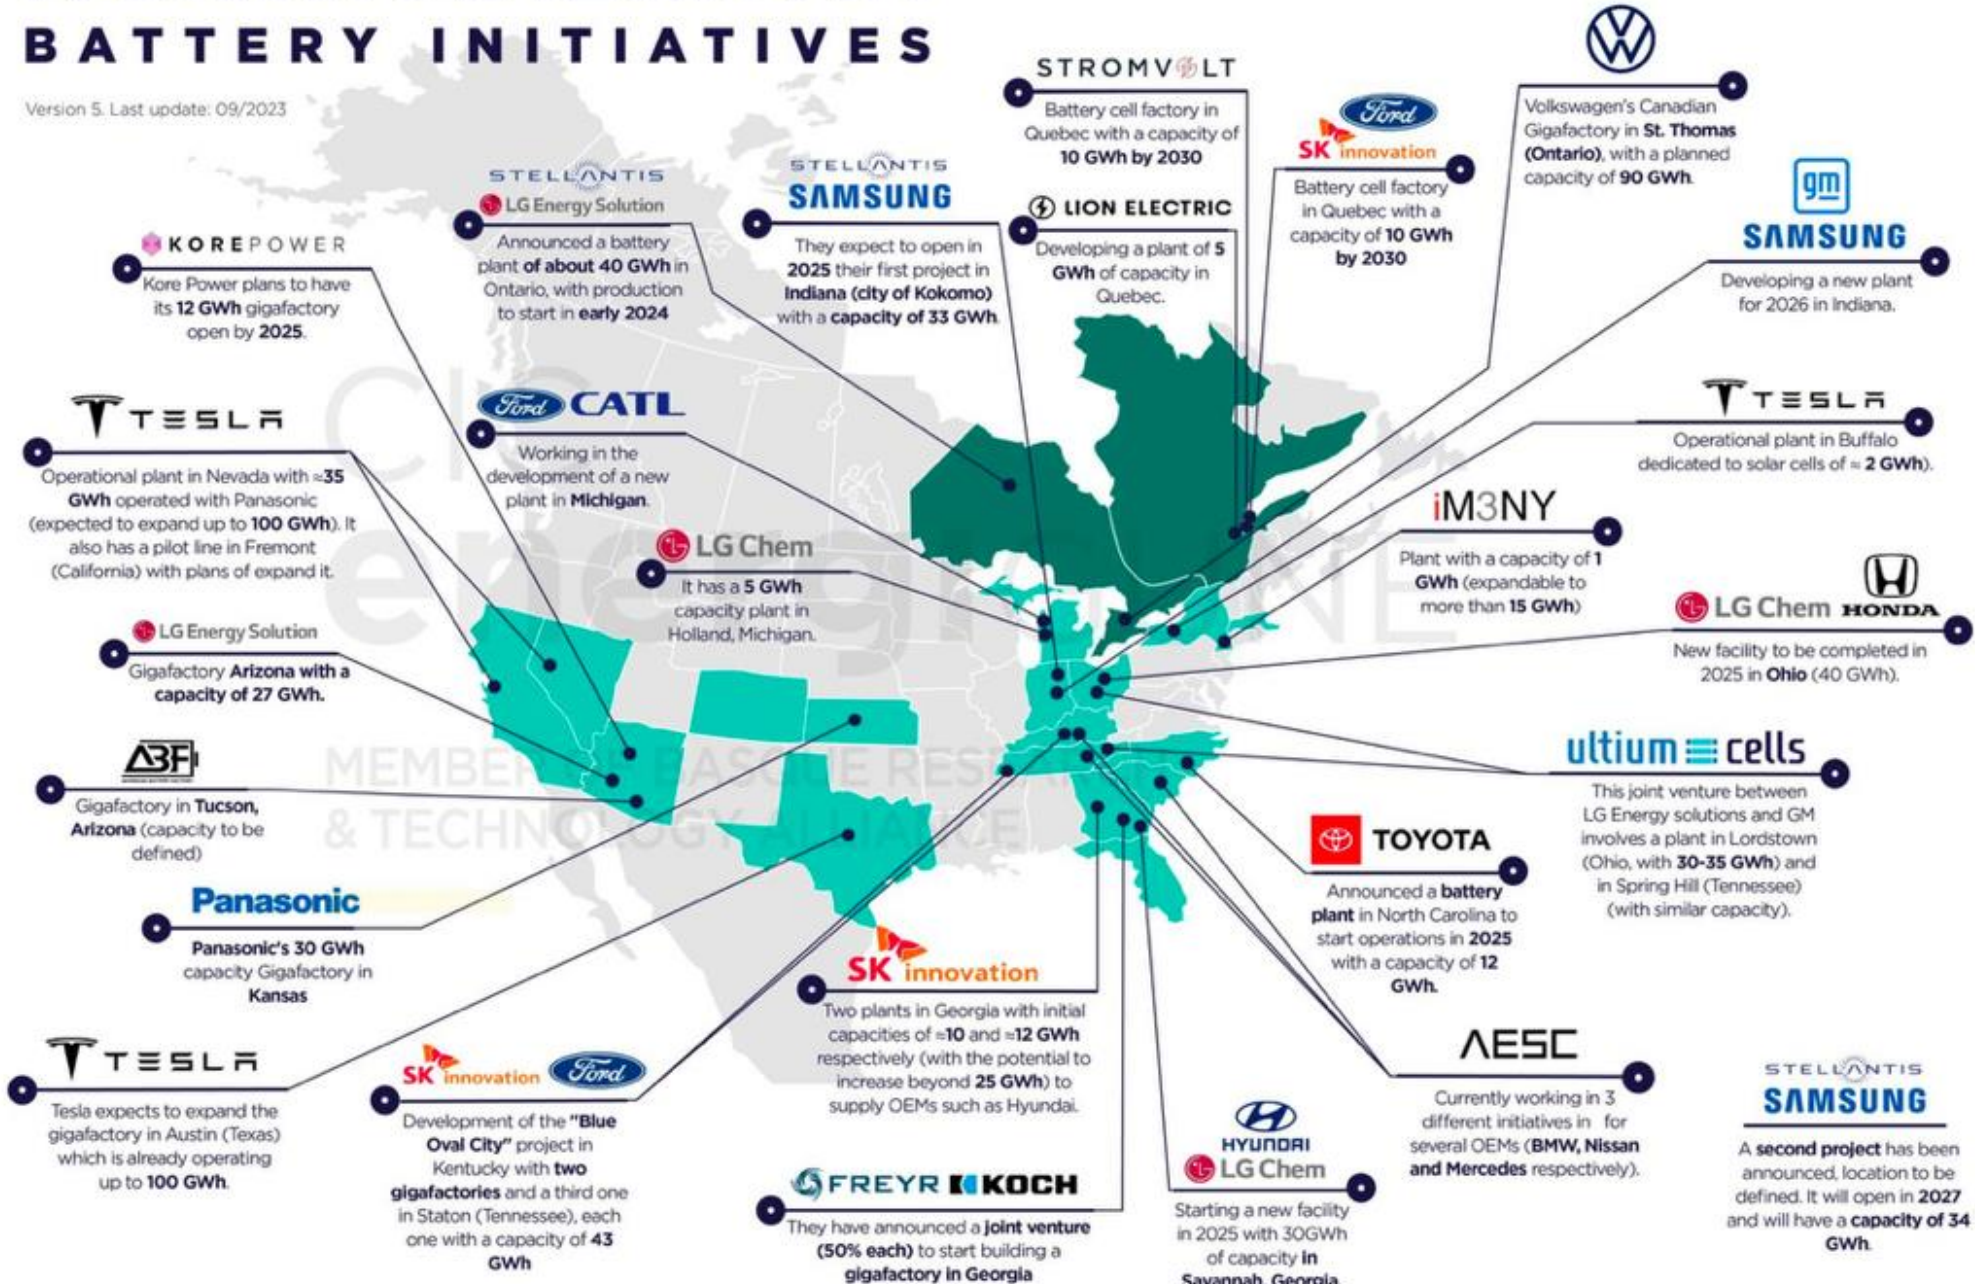 BATTERY INITIATIVES
Version 5. Last update: 09/2023
STROMVOLT
Battery cell factory in
Quebec with a capacity of
10 GWh by 2030
Ford
SK innovation
Battery cell factory
in Quebec with a
capacity of 10 GWh
by 2030
Volkswagen's Canadian
Gigafactory in St. Thomas
(Ontario), with a planned
capacity of 90 GWh.
gm
SAMSUNG
Developing a new plant
for 2026 in Indiana.
STELLANTIS
LG Energy Solution
Announced a battery
plant of about 40 GWh in
Ontario, with production
to start in early 2024
STELLANTIS
SAMSUNG
They expect to open in
2025 their first project in
Indiana (city of Kokomo)
with a capacity of 33 GWh.
LION ELECTRIC
Developing a plant of 5
GWh of capacity in
Quebec.
KOREPOWER
Kore Power plans to have
its 12 GWh gigafactory
open by 2025.
TESLA
Operational plant in Nevada with ≈35
GWh operated with Panasonic
(expected to expand up to 100 GWh). It
also has a pilot line in Fremont
(California) with plans of expand it.
Ford CATL
Working in the
development of a new
plant in Michigan.
TESLA
Operational plant in Buffalo
dedicated to solar cells of ≈ 2 GWh).
LG Chem
It has a 5 GWh
capacity plant in
Holland, Michigan.
iM3NY
Plant with a capacity of 1
GWh (expandable to
more than 15 GWh)
LG Chem HONDA
New facility to be completed in
2025 in Ohio (40 GWh).
LG Energy Solution
Gigafactory Arizona with a
capacity of 27 GWh.
ABF
Gigafactory in Tucson,
Arizona (capacity to be
defined)
ultium cells
This joint venture between
LG Energy solutions and GM
involves a plant in Lordstown
(Ohio, with 30-35 GWh) and
in Spring Hill (Tennessee)
(with similar capacity).
CIC
energiGUNE
MEMBER OF BASQUE RESEARCH
& TECHNOLOGY ALLIANCE
Panasonic
Panasonic's 30 GWh
capacity Gigafactory in
Kansas
TOYOTA
Announced a battery
plant in North Carolina to
start operations in 2025
with a capacity of 12
GWh.
SK innovation
Two plants in Georgia with initial
capacities of ≈10 and ≈12 GWh
respectively (with the potential to
increase beyond 25 GWh) to
supply OEMs such as Hyundai.
TESLA
Tesla expects to expand the
gigafactory in Austin (Texas)
which is already operating
up to 100 GWh.
SK innovation Ford
Development of the "Blue
Oval City" project in
Kentucky with two
gigafactories and a third one
in Staton (Tennessee), each
one with a capacity of 43
GWh
FREYR KOCH
They have announced a joint venture
(50% each) to start building a
gigafactory in Georgia
HYUNDAI
LG Chem
Starting a new facility
in 2025 with 30GWh
of capacity in
Savannah, Georgia.
AESC
Currently working in 3
different initiatives in for
several OEMs (BMW, Nissan
and Mercedes respectively).
STELLANTIS
SAMSUNG
A second project has been
announced, location to be
defined. It will open in 2027
and will have a capacity of 34
GWh.